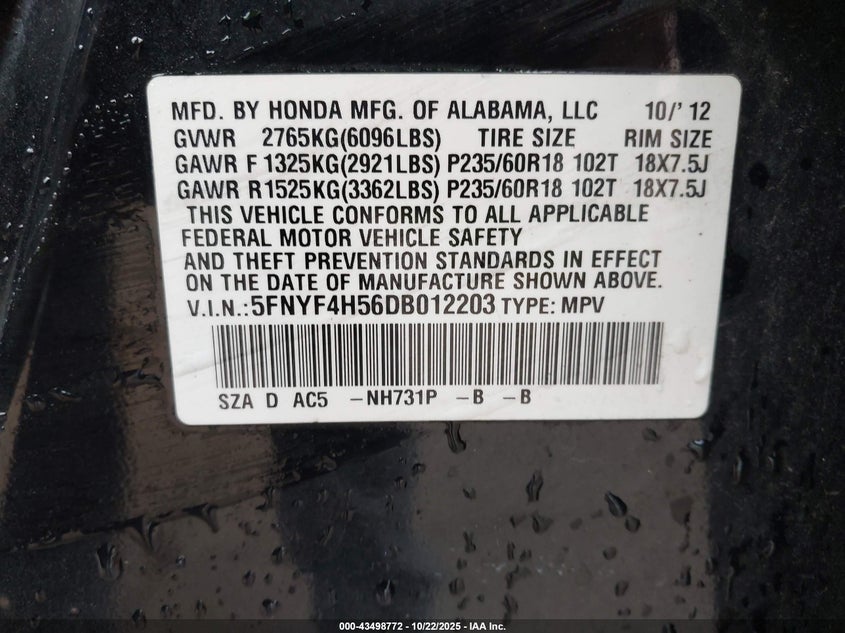 MFD. BY HONDA MFG. OF ALABAMA, LLC 10/'12
GVWR 2765KG(6096LBS) TIRE SIZE RIM SIZE
GAWR F 1325KG(2921LBS) P235/60R18 102T 18X7.5J
GAWR R1525KG(3362LBS) P235/60R18 102T 18X7.5J
THIS VEHICLE CONFORMS TO ALL APPLICABLE
FEDERAL MOTOR VEHICLE SAFETY
AND THEFT PREVENTION STANDARDS IN EFFECT
ON THE DATE OF MANUFACTURE SHOWN ABOVE.
V.I.N.:5FNYF4H56DB012203 TYPE: MPV
SZA D AC5 -NH731P -B -B
000-43498772 - 10/22/2025 - IAA Inc.